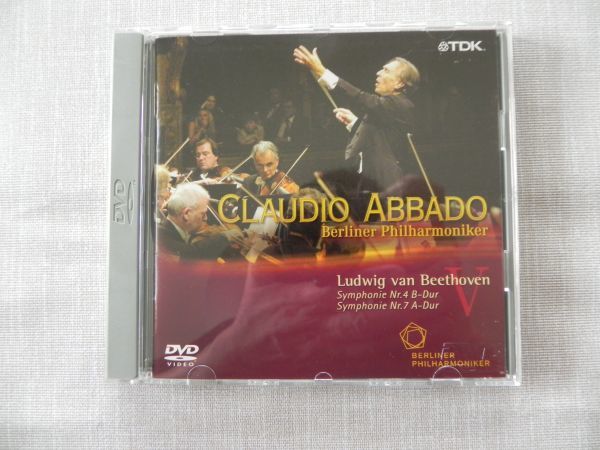 TDK
CLAUDIO ABBADO
Berliner Philharmoniker
Ludwig van Beethoven
V
Symphonie Nr.4 B-Dur
Symphonie Nr.7 A-Dur
DVD
VIDEO
BERLINER
PHILHARMONIKER
DVD